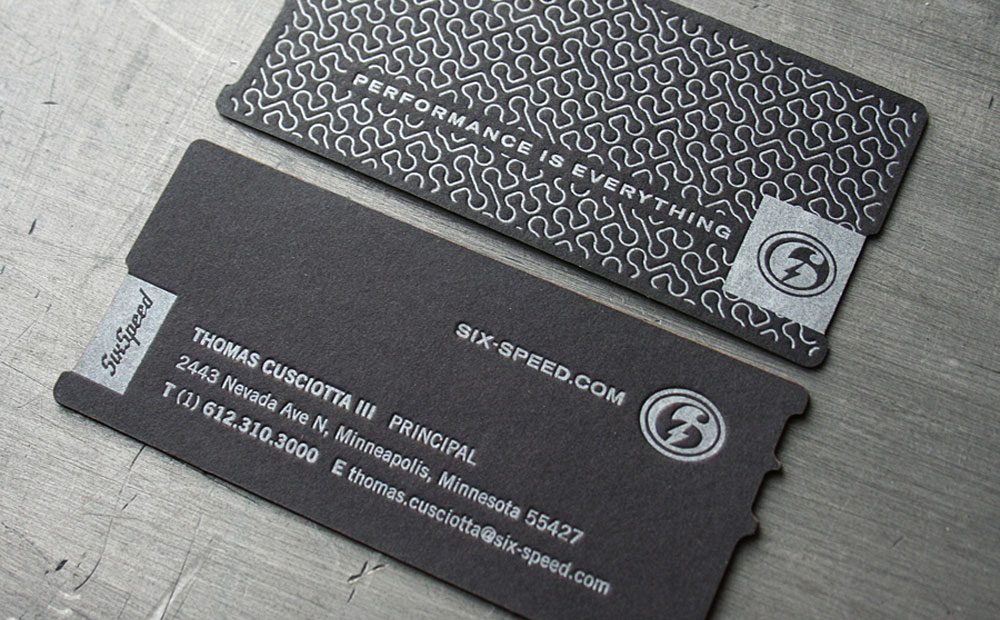 PERFORMANCE IS EVERYTHING
SixSpeed
SIX-SPEED.COM
THOMAS CUSCIOTTA III PRINCIPAL
2443 Nevada Ave N, Minneapolis, Minnesota 55427
T (1) 612.310.3000 E thomas.cusciotta@six-speed.com